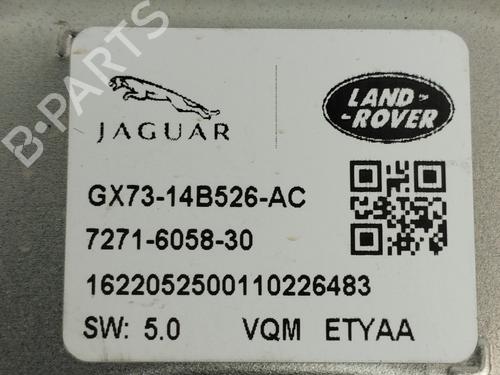 B-PARTS
JAGUAR
LAND-
-ROVER
GX73-14B526-AC
7271-6058-30
1622052500110226483
SW: 5.0 VQM ETYAA